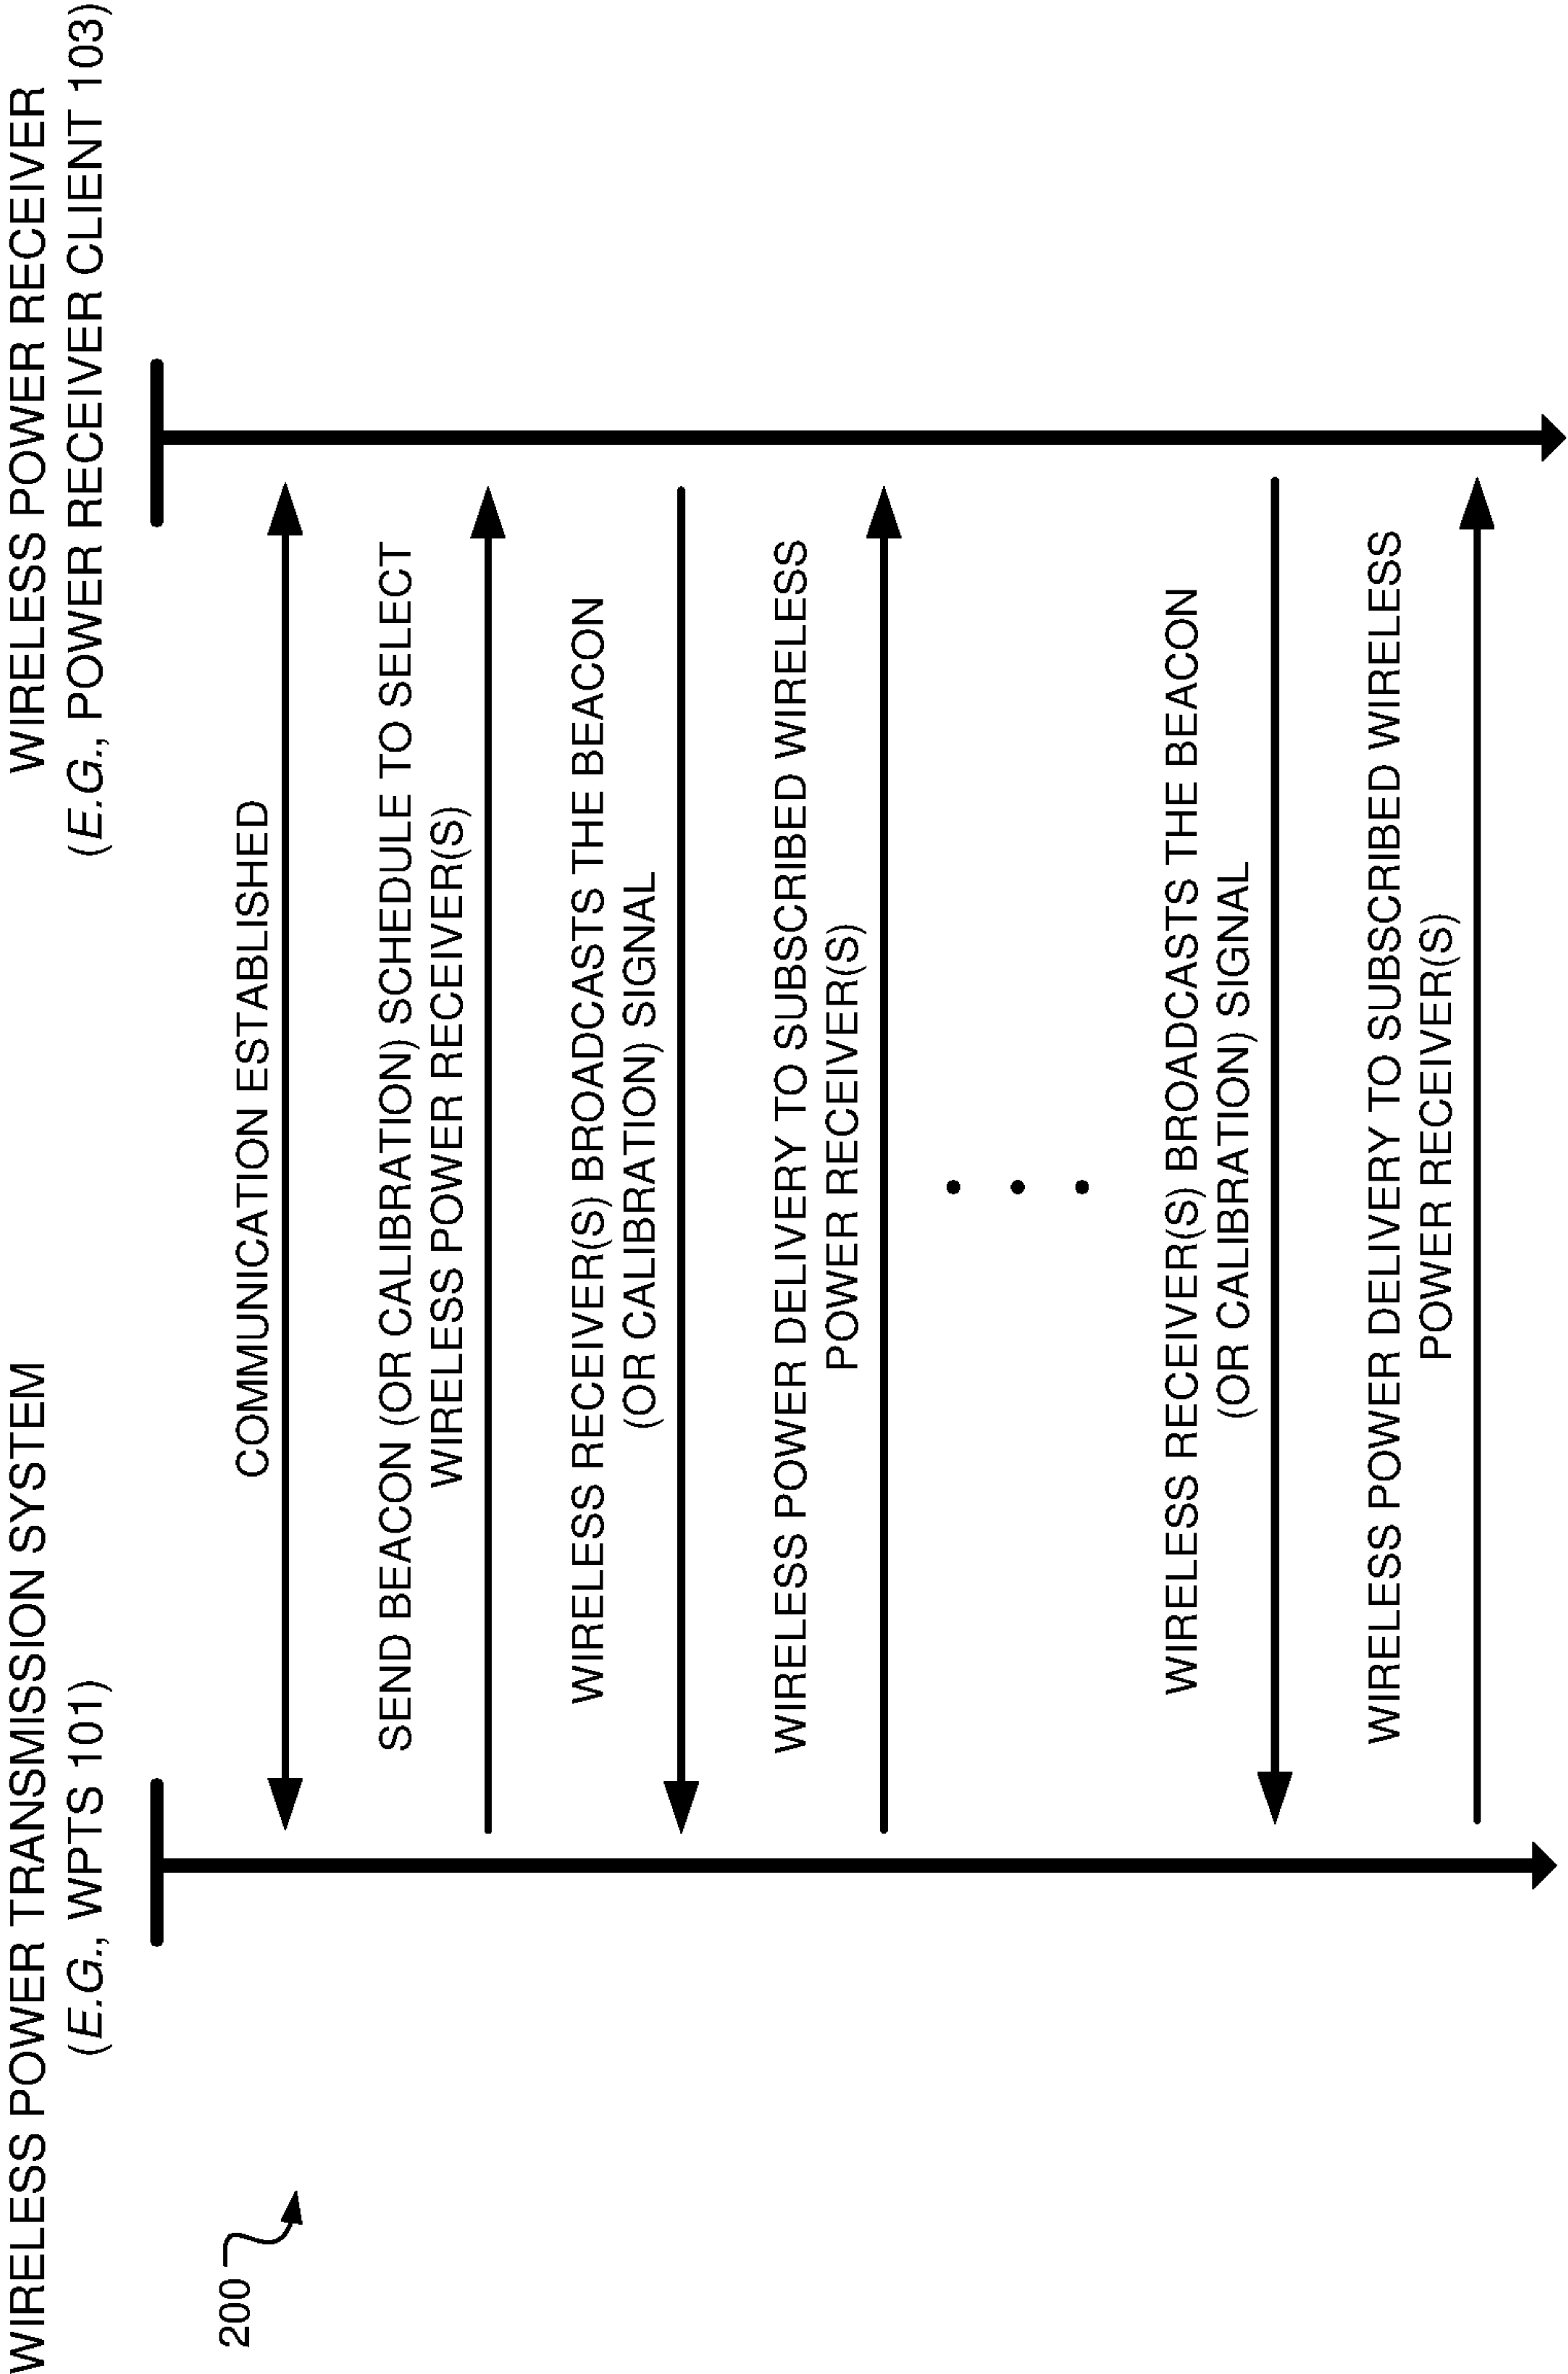 WIRELESS POWER TRANSMISSION SYSTEM
(E.G., WPTS 101)
WIRELESS POWER RECEIVER
(E.G., POWER RECEIVER CLIENT 103)
200
COMMUNICATION ESTABLISHED
SEND BEACON (OR CALIBRATION) SCHEDULE TO SELECT
WIRELESS POWER RECEIVER(S)
WIRELESS RECEIVER(S) BROADCASTS THE BEACON
(OR CALIBRATION) SIGNAL
WIRELESS POWER DELIVERY TO SUBSCRIBED WIRELESS
POWER RECEIVER(S)
WIRELESS RECEIVER(S) BROADCASTS THE BEACON
(OR CALIBRATION) SIGNAL
WIRELESS POWER DELIVERY TO SUBSCRIBED WIRELESS
POWER RECEIVER(S)